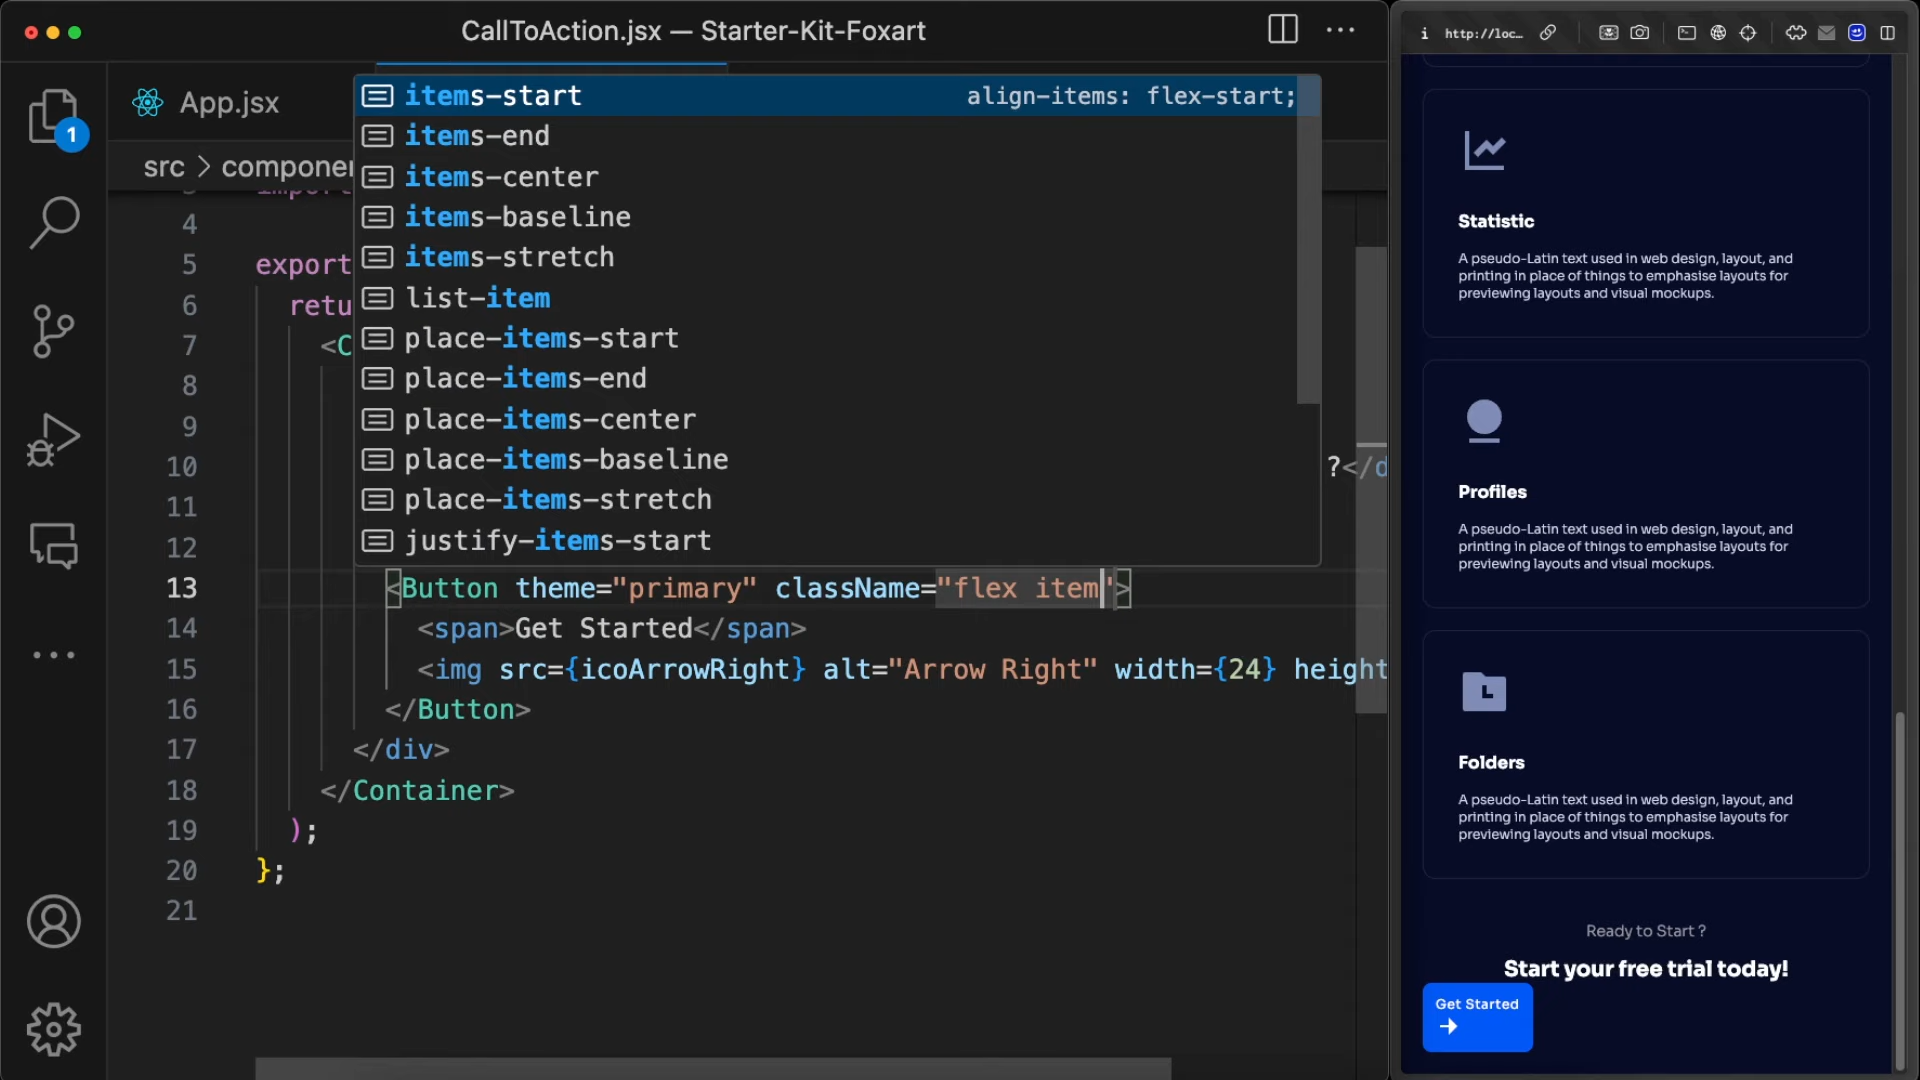 CallToAction.jsx — Starter-Kit-Foxart
App.jsx
src > componen
items-start align-items: flex-start;
items-end
items-center
items-baseline
items-stretch
list-item
place-items-start
place-items-end
place-items-center
place-items-baseline
place-items-stretch
justify-items-start
1
4
5 export
6 retu
7 <C
8
9
10 ?</d
11
12
13 <Button theme="primary" className="flex item">
14 <span>Get Started</span>
15 <img src={icoArrowRight} alt="Arrow Right" width={24} height
16 </Button>
17 </div>
18 </Container>
19 );
20 };
21
http://loc...
Statistic
A pseudo-Latin text used in web design, layout, and
printing in place of things to emphasise layouts for
previewing layouts and visual mockups.
Profiles
A pseudo-Latin text used in web design, layout, and
printing in place of things to emphasise layouts for
previewing layouts and visual mockups.
Folders
A pseudo-Latin text used in web design, layout, and
printing in place of things to emphasise layouts for
previewing layouts and visual mockups.
Ready to Start ?
Start your free trial today!
Get Started